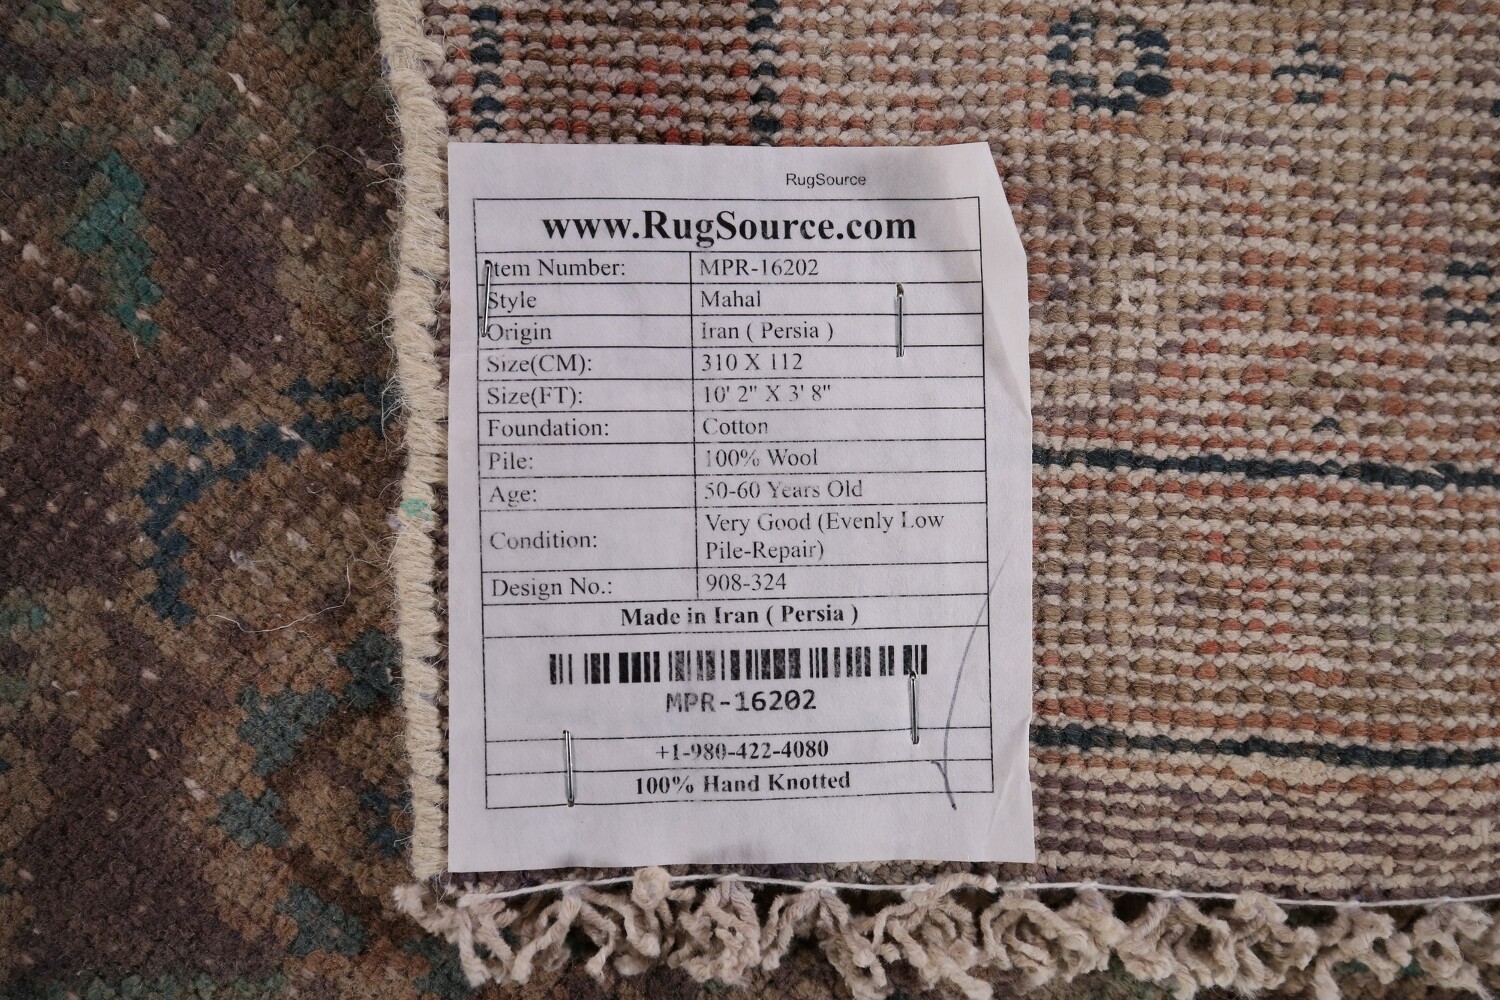 RugSource
www.RugSource.com
Item Number: MPR-16202
Style Mahal
Origin Iran ( Persia )
Size(CM): 310 X 112
Size(FT): 10' 2" X 3' 8"
Foundation: Cotton
Pile: 100% Wool
Age: 50-60 Years Old
Condition: Very Good (Evenly Low
Pile-Repair)
Design No.: 908-324
Made in Iran ( Persia )
MPR-16202
+1-980-422-4080
100% Hand Knotted